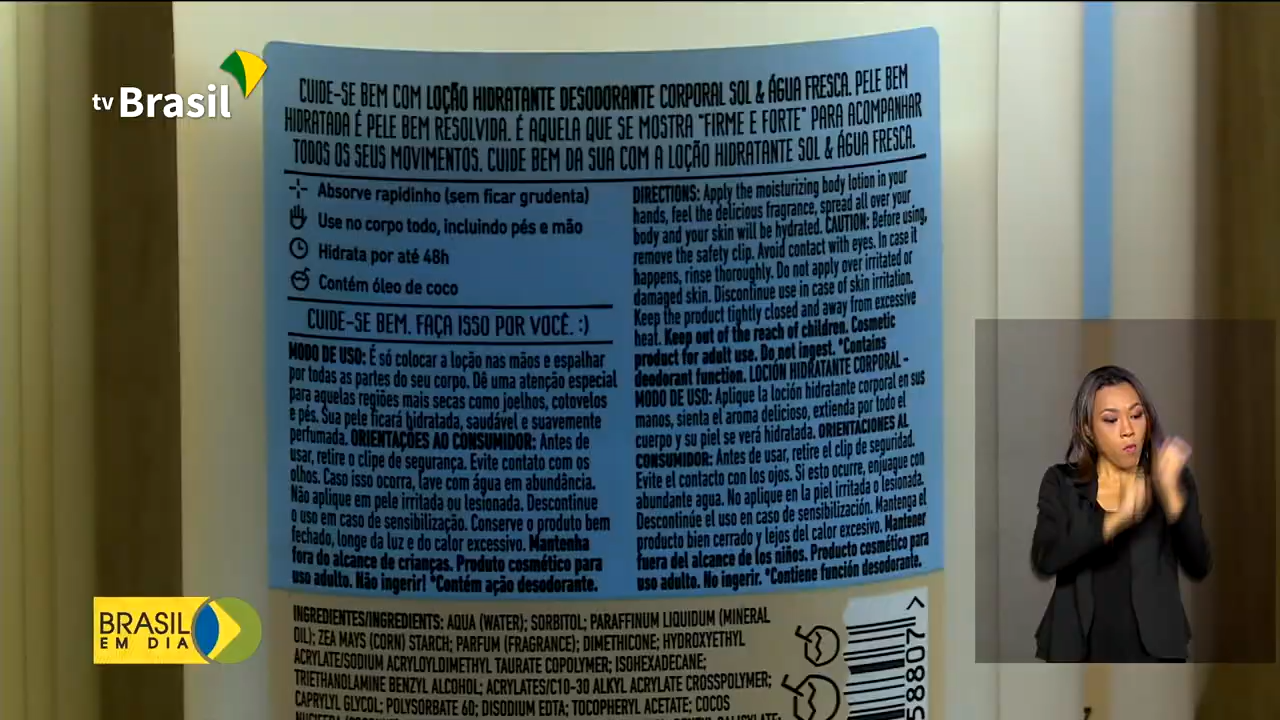 tv Brasil
CUIDE-SE BEM COM LOÇÃO HIDRATANTE DESODORANTE CORPORAL SOL & ÁGUA FRESCA. PELE BEM
HIDRATADA É PELE BEM RESOLVIDA. É AQUELA QUE SE MOSTRA "FIRME E FORTE" PARA ACOMPANHAR
TODOS OS SEUS MOVIMENTOS. CUIDE BEM DA SUA COM A LOÇÃO HIDRATANTE SOL & ÁGUA FRESCA.
Absorve rapidinho (sem ficar grudenta)
Use no corpo todo, incluindo pés e mão
Hidrata por até 48h
Contém óleo de coco
CUIDE-SE BEM. FAÇA ISSO POR VOCÊ. :)
MODO DE USO: É só colocar a loção nas mãos e espalhar
por todas as partes do seu corpo. Dê uma atenção especial
para aquelas regiões mais secas como joelhos, cotovelos
e pés. Sua pele ficará hidratada, saudável e suavemente
perfumada. ORIENTAÇÕES AO CONSUMIDOR: Antes de
usar, retire o clipe de segurança. Evite contato com os
olhos. Caso isso ocorra, lave com água em abundância.
Não aplique em pele irritada ou lesionada. Descontinue
o uso em caso de sensibilização. Conserve o produto bem
fechado, longe da luz e do calor excessivo. Mantenha
fora do alcance de crianças. Produto cosmético para
uso adulto. Não ingerir! *Contém ação desodorante.
DIRECTIONS: Apply the moisturizing body lotion in your
hands, feel the delicious fragrance, spread all over your
body and your skin will be hydrated. CAUTION: Before using,
remove the safety clip. Avoid contact with eyes. In case it
happens, rinse thoroughly. Do not apply over irritated or
damaged skin. Discontinue use in case of skin irritation.
Keep the product tightly closed and away from excessive
heat. Keep out of the reach of children. Cosmetic
product for adult use. Do not ingest. *Contains
deodorant function. LOCIÓN HIDRATANTE CORPORAL -
MODO DE USO: Aplique la loción hidratante corporal en sus
manos, sienta el aroma delicioso, extienda por todo el
cuerpo y su piel se verá hidratada. ORIENTACIONES AL
CONSUMIDOR: Antes de usar, retire el clip de seguridad.
Evite el contacto con los ojos. Si esto ocurre, enjuague con
abundante agua. No aplique en la piel irritada o lesionada.
Descontinúe el uso en caso de sensibilización. Mantenga el
producto bien cerrado y lejos del calor excesivo. Mantener
fuera del alcance de los niños. Producto cosmético para
uso adulto. No ingerir. *Contiene función desodorante.
INGREDIENTES/INGREDIENTS: AQUA (WATER); SORBITOL; PARAFFINUM LIQUIDUM (MINERAL
OIL); ZEA MAYS (CORN) STARCH; PARFUM (FRAGRANCE); DIMETHICONE; HYDROXYETHYL
ACRYLATE/SODIUM ACRYLOYLDIMETHYL TAURATE COPOLYMER; ISOHEXADECANE;
TRIETHANOLAMINE BENZYL ALCOHOL; ACRYLATES/C10-30 ALKYL ACRYLATE CROSSPOLYMER;
CAPRYLYL GLYCOL; POLYSORBATE 60; DISODIUM EDTA; TOCOPHERYL ACETATE; COCOS
58807>
BRASIL
EM DIA